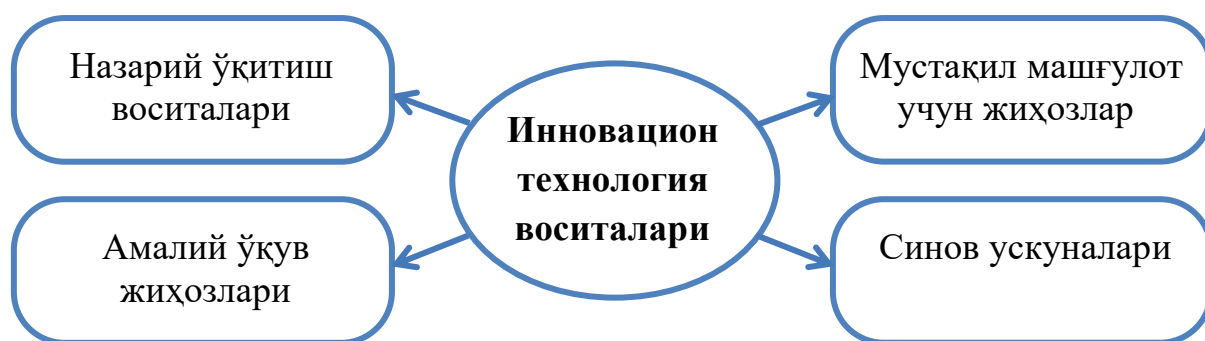 Назарий ўқитиш
воситалари
Мустақил машғулот
учун жиҳозлар
Инновацион
технология
воситалари
Амалий ўқув
жиҳозлари
Синов ускуналари